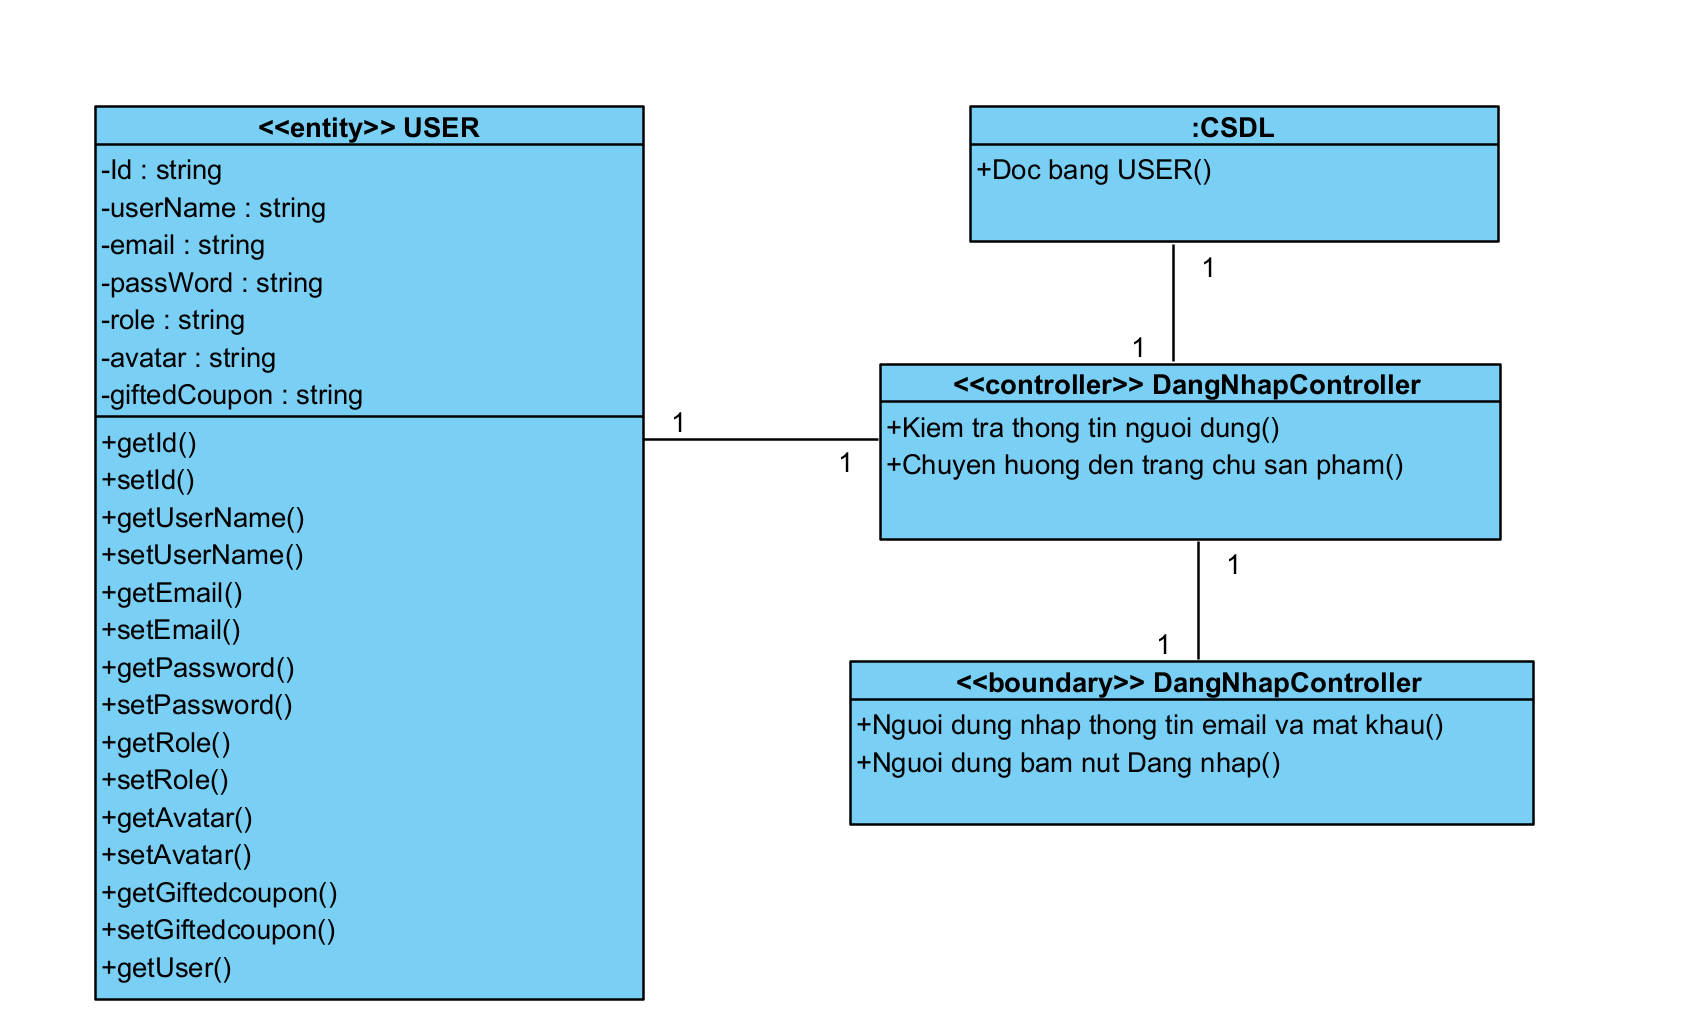 <<entity>> USER
-Id : string
-userName : string
-email : string
-passWord : string
-role : string
-avatar : string
-giftedCoupon : string
+getId()
+setId()
+getUserName()
+setUserName()
+getEmail()
+setEmail()
+getPassword()
+setPassword()
+getRole()
+setRole()
+getAvatar()
+setAvatar()
+getGiftedcoupon()
+setGiftedcoupon()
+getUser()
1
1
:CSDL
+Doc bang USER()
1
1
<<controller>> DangNhapController
+Kiem tra thong tin nguoi dung()
+Chuyen huong den trang chu san pham()
1
1
<<boundary>> DangNhapController
+Nguoi dung nhap thong tin email va mat khau()
+Nguoi dung bam nut Dang nhap()